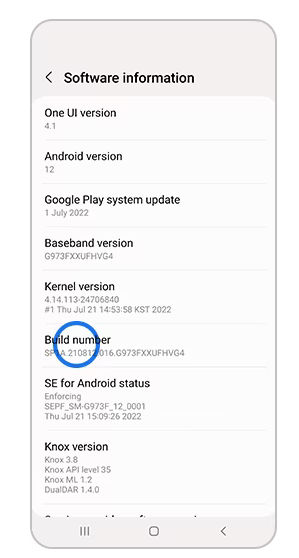 Software information
One UI version
4.1
Android version
12
Google Play system update
1 July 2022
Baseband version
G973FXXUFHVG4
Kernel version
4.14.113-24706840
#1 Thu Jul 21 14:53:58 KST 2022
Build number
SP1A.210812.016.G973FXXUFHVG4
SE for Android status
Enforcing
SEPF_SM-G973F_12_0001
Thu Jul 21 15:09:26 2022
Knox version
Knox 3.8
Knox API level 35
Knox ML 1.2
DualDAR 1.4.0